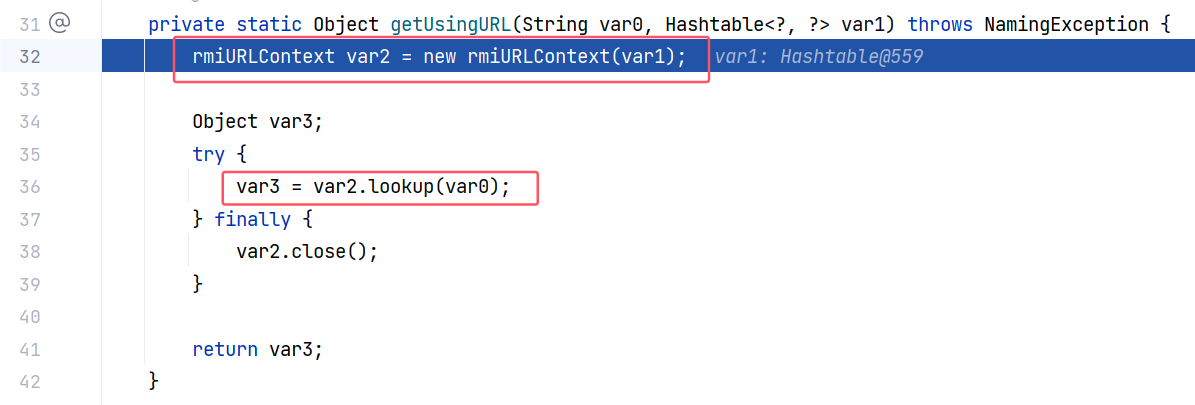 31 @ private static Object getUsingURL(String var0, Hashtable<?, ?> var1) throws NamingException {
32 rmiURLContext var2 = new rmiURLContext(var1); var1: Hashtable@559
33
34 Object var3;
35 try {
36 var3 = var2.lookup(var0);
37 } finally {
38 var2.close();
39 }
40
41 return var3;
42 }